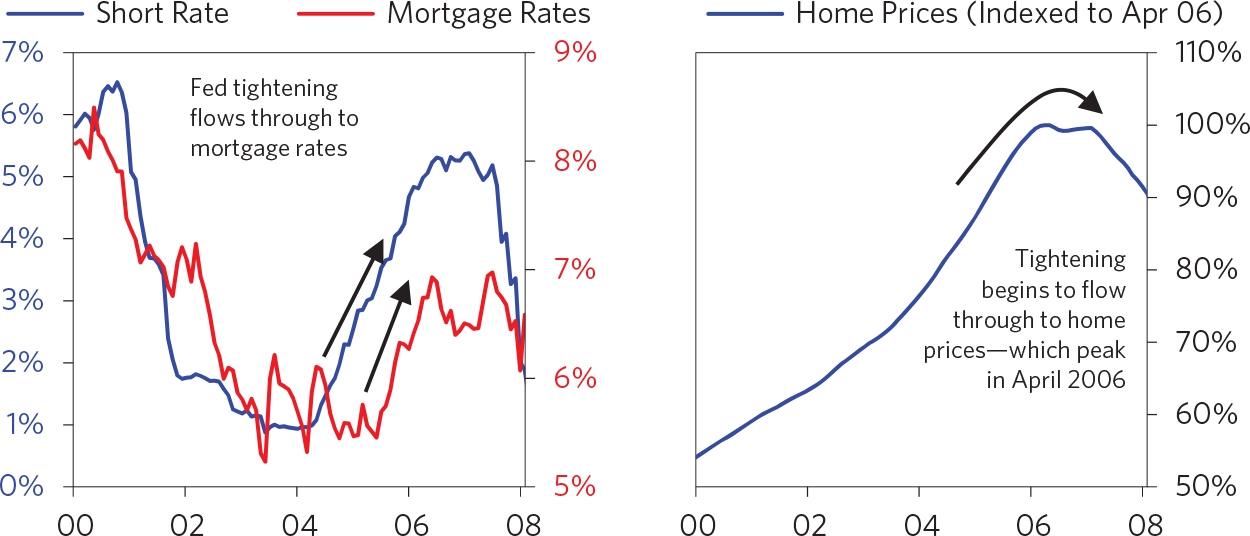 Short Rate
Mortgage Rates
7%
6%
5%
4%
3%
2%
1%
0%
9%
8%
7%
6%
5%
Fed tightening
flows through to
mortgage rates
00
02
04
06
08
Home Prices (Indexed to Apr 06)
110%
100%
90%
80%
70%
60%
50%
Tightening
begins to flow
through to home
prices—which peak
in April 2006
00
02
04
06
08